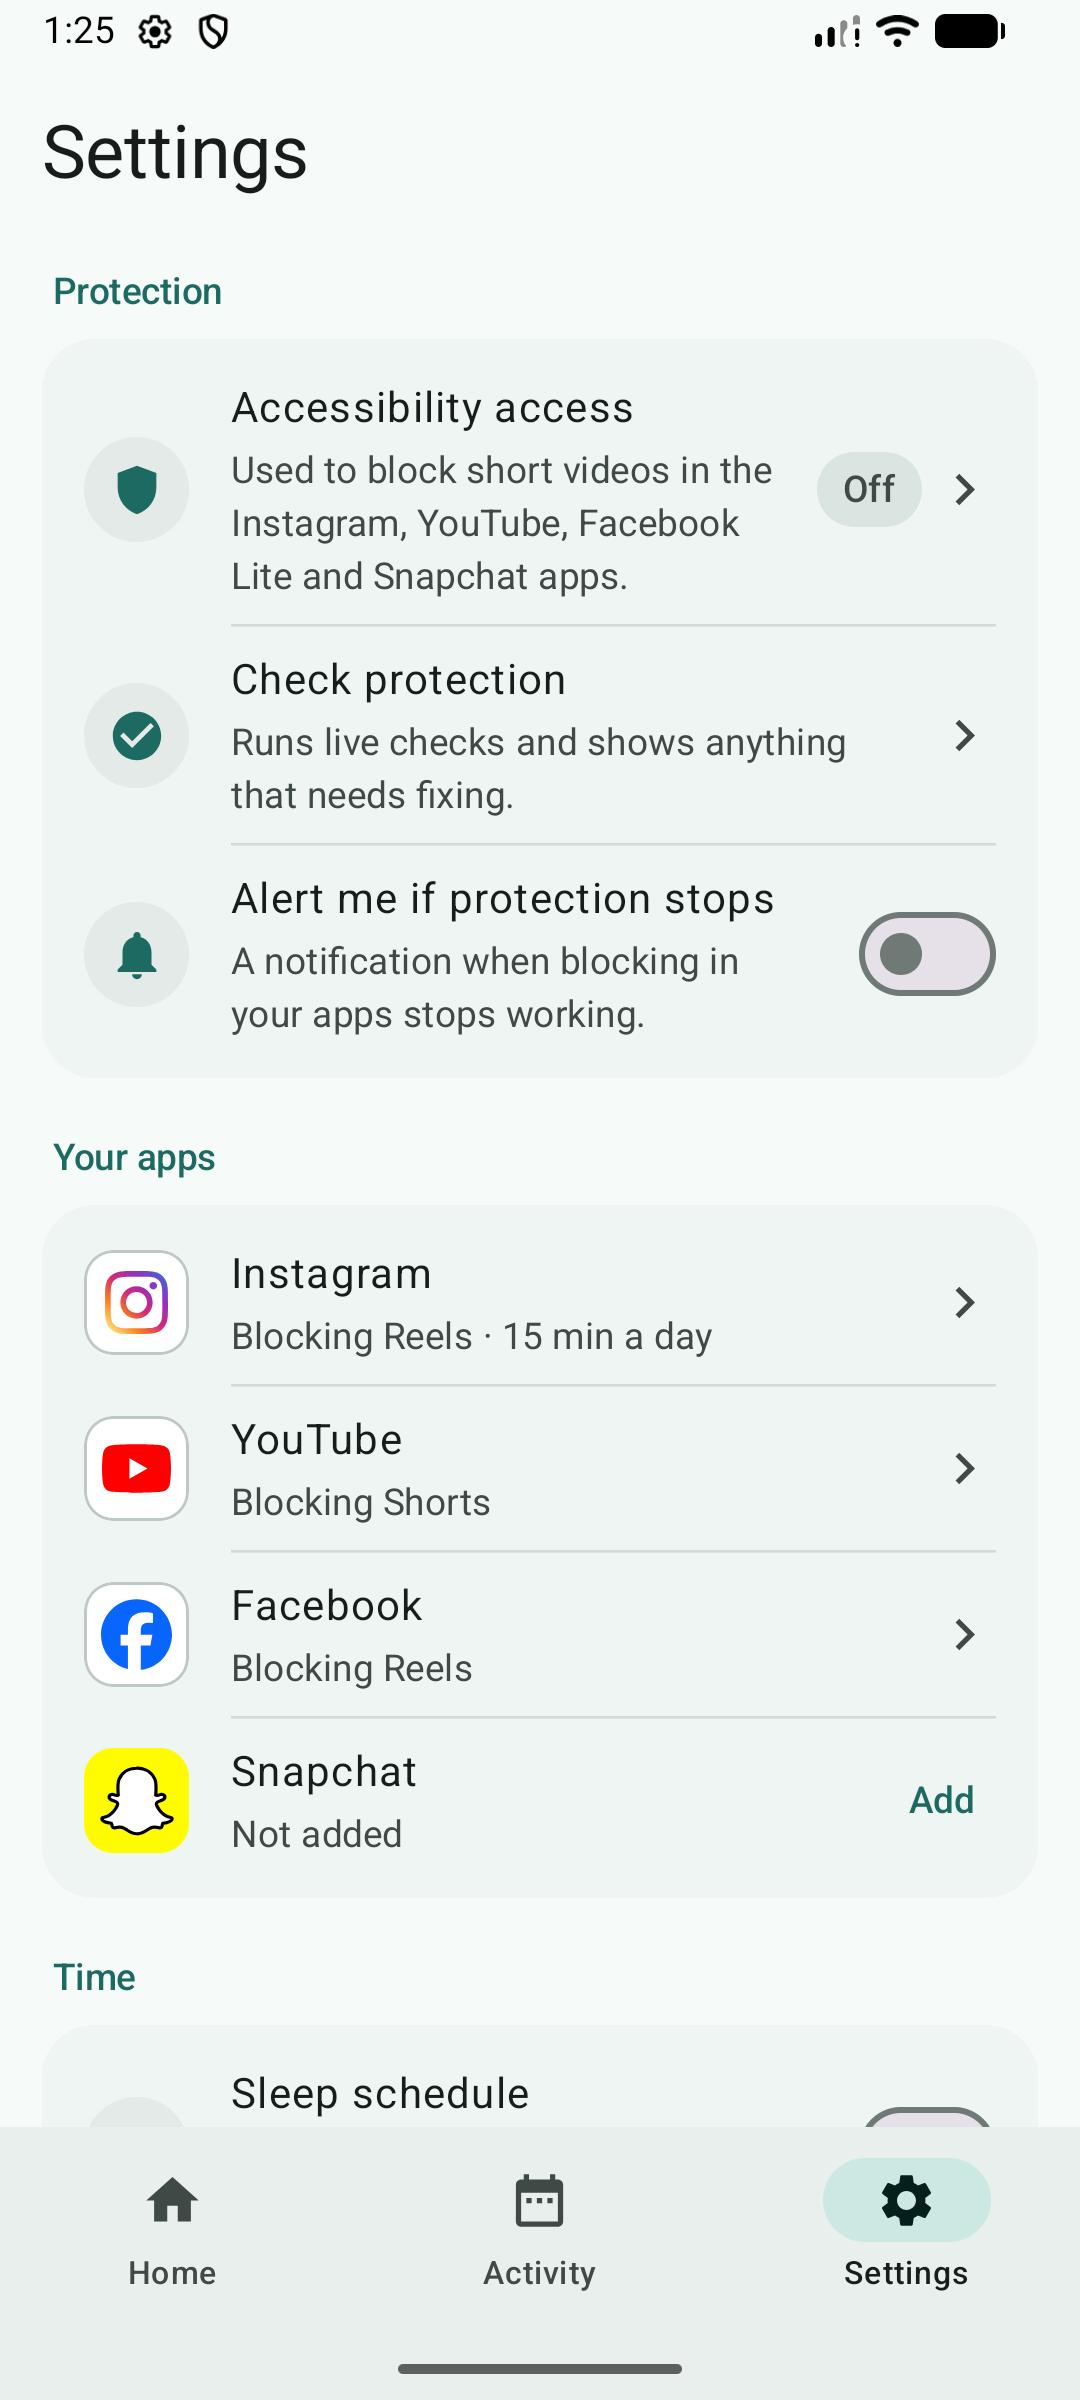 1:25
Settings
Protection
Accessibility access
Used to block short videos in the
Instagram, YouTube, Facebook
Lite and Snapchat apps.
Off
Check protection
Runs live checks and shows anything
that needs fixing.
Alert me if protection stops
A notification when blocking in
your apps stops working.
Your apps
Instagram
Blocking Reels · 15 min a day
YouTube
Blocking Shorts
Facebook
Blocking Reels
Snapchat
Not added
Add
Time
Sleep schedule
Home
Activity
Settings